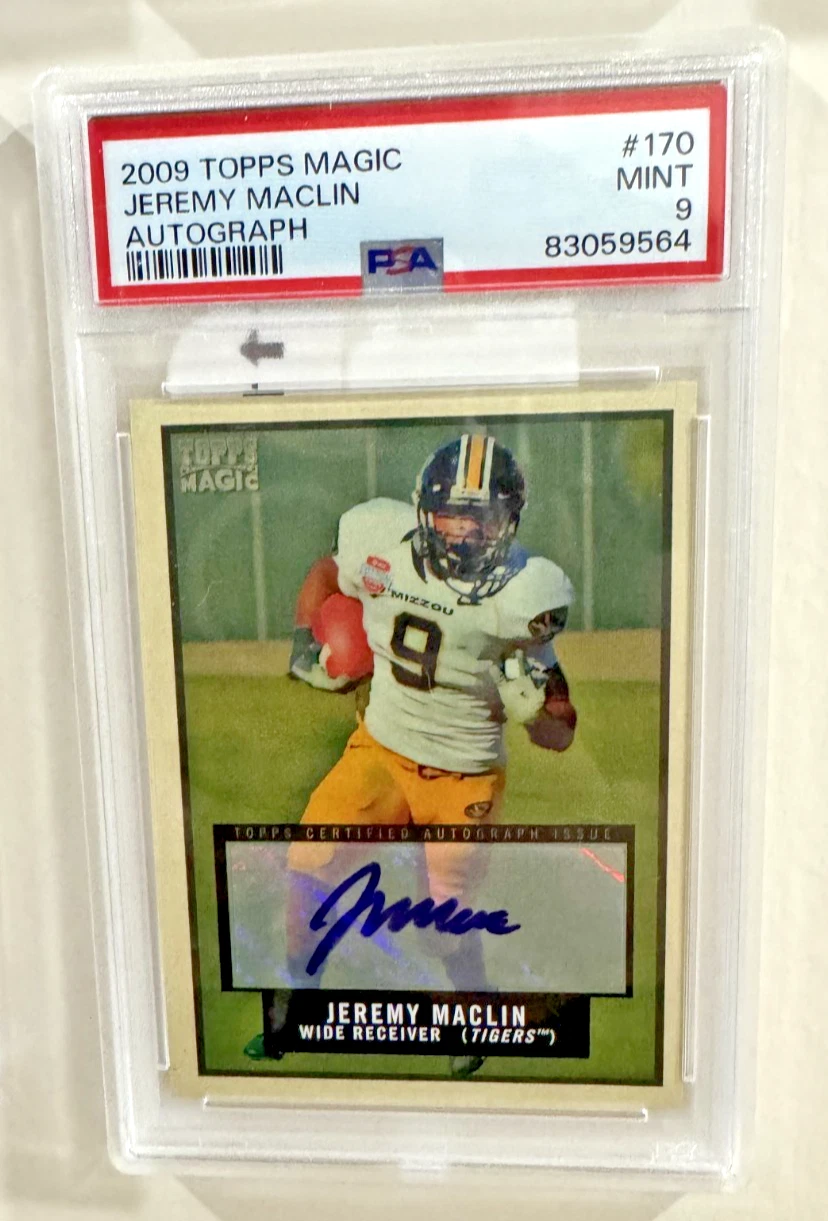 2009 TOPPS MAGIC
JEREMY MACLIN
AUTOGRAPH
#170
MINT
9
83059564
PSA
TOPPS
MAGIC
MIZZOU
9
TOPPS CERTIFIED AUTOGRAPH ISSUE
JEREMY MACLIN
WIDE RECEIVER (TIGERS™)